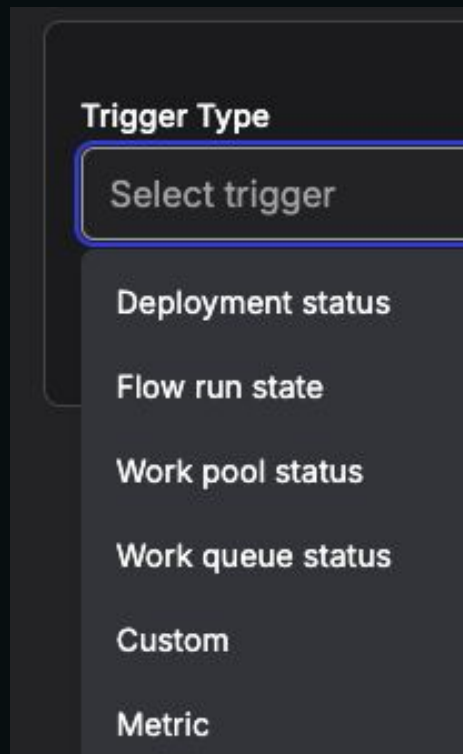 Trigger Type
Select trigger
Deployment status
Flow run state
Work pool status
Work queue status
Custom
Metric